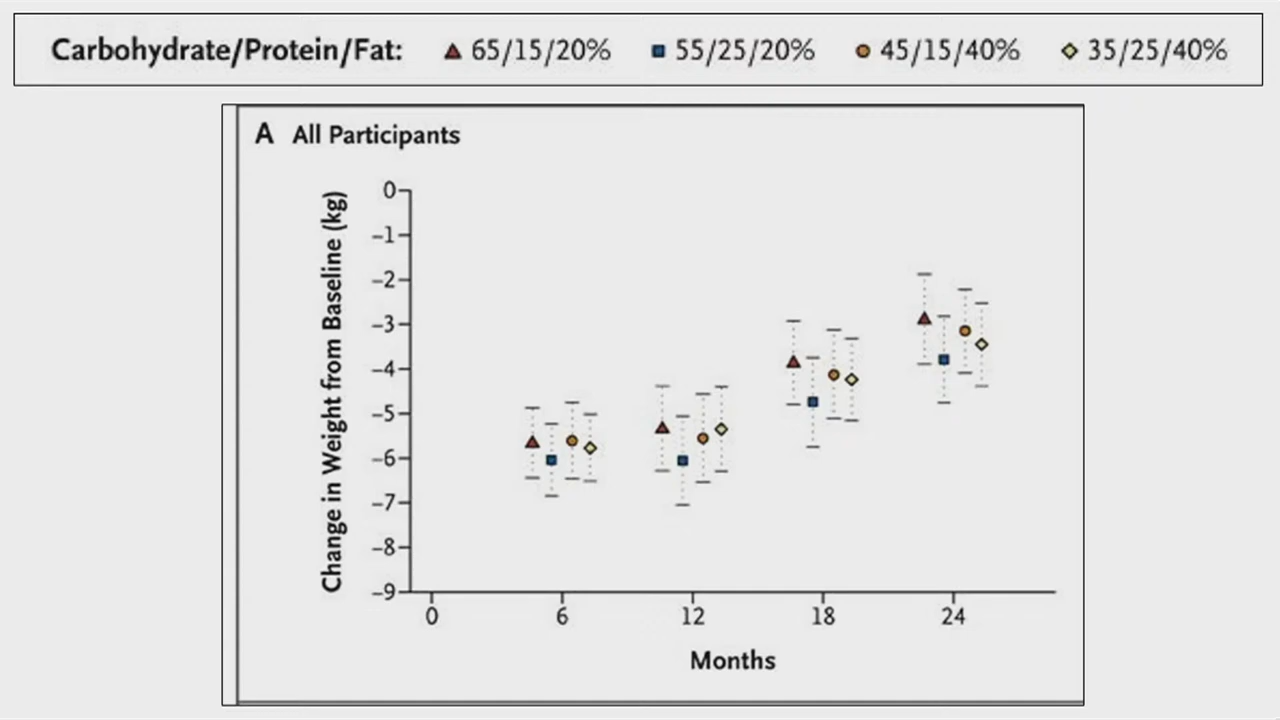 Carbohydrate/Protein/Fat: 65/15/20% 55/25/20% 45/15/40% 35/25/40%
A All Participants
Change in Weight from Baseline (kg)
0
–1
–2
–3
–4
–5
–6
–7
–8
–9
0 6 12 18 24
Months